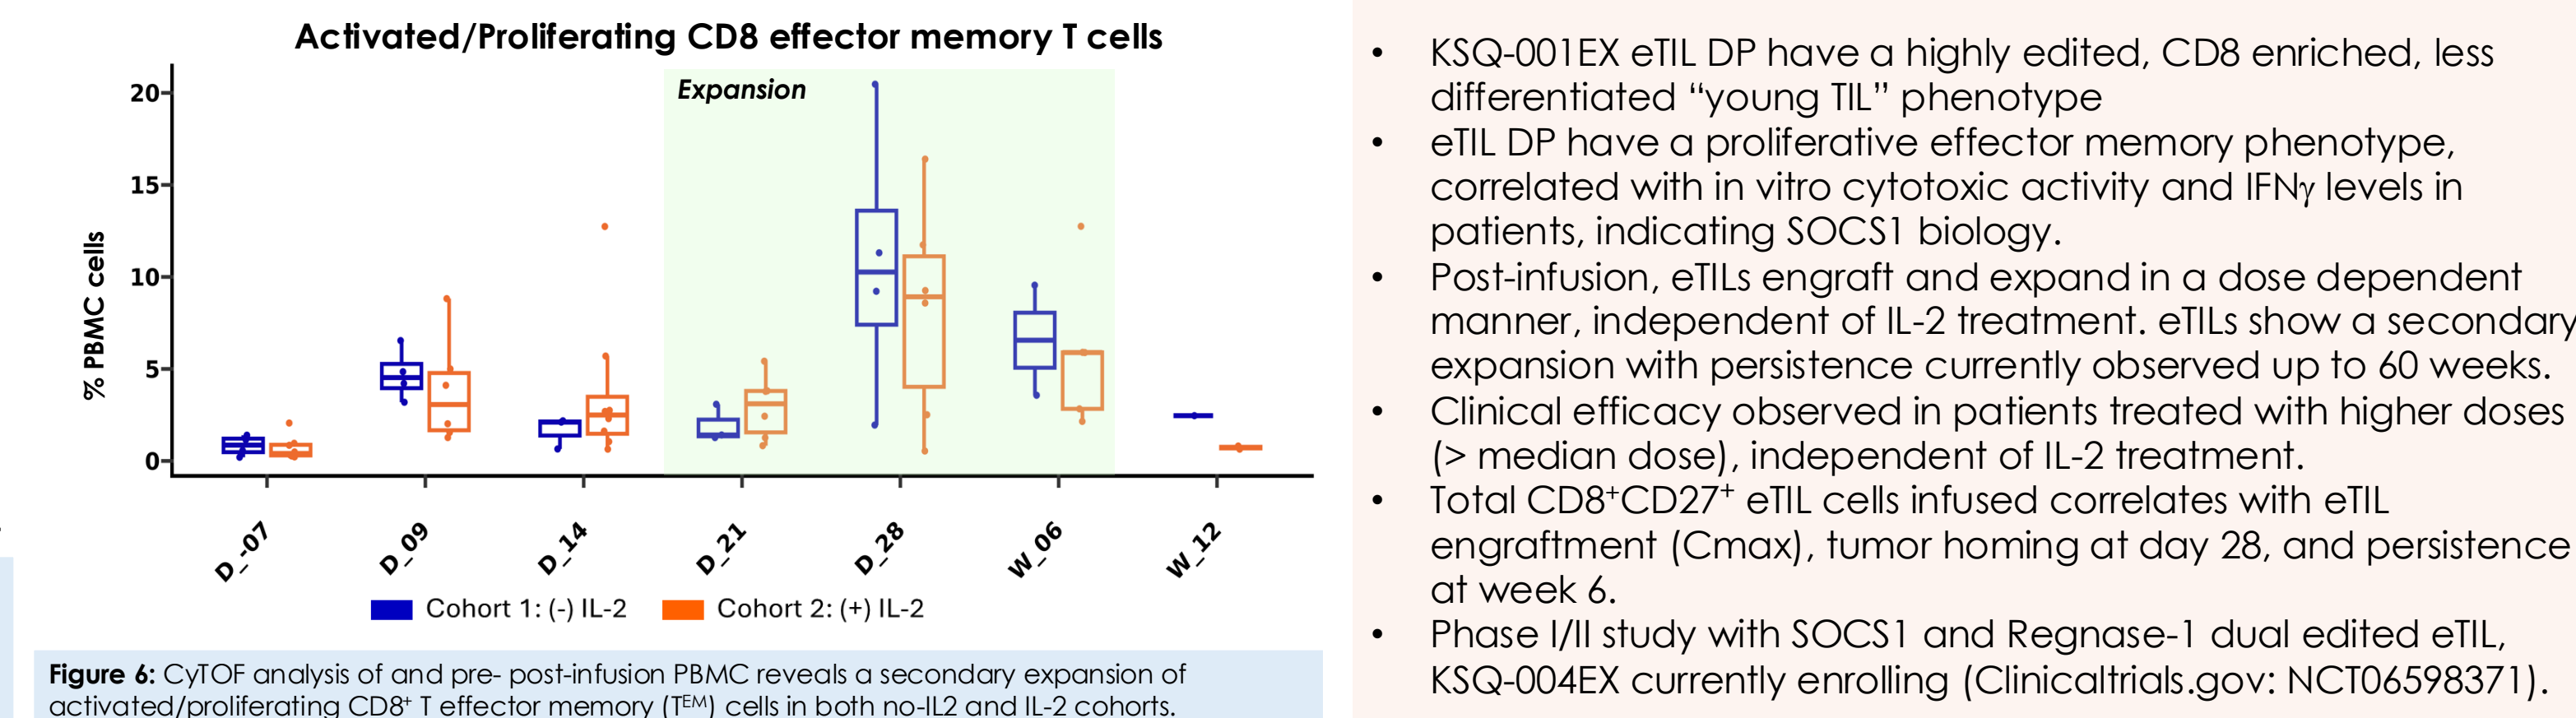 Activated/Proliferating CD8 effector memory T cells
Expansion
% PBMC cells
20
15
10
5
0
D_-07
D_09
D_14
D_21
D_28
W_06
W_12
Cohort 1: (-) IL-2
Cohort 2: (+) IL-2
Figure 6: CyTOF analysis of and pre- post-infusion PBMC reveals a secondary expansion of
activated/proliferating CD8⁺ T effector memory (Tᴱᴹ) cells in both no-IL2 and IL-2 cohorts.
• KSQ-001EX eTIL DP have a highly edited, CD8 enriched, less
differentiated “young TIL” phenotype
• eTIL DP have a proliferative effector memory phenotype,
correlated with in vitro cytotoxic activity and IFNγ levels in
patients, indicating SOCS1 biology.
• Post-infusion, eTILs engraft and expand in a dose dependent
manner, independent of IL-2 treatment. eTILs show a secondary
expansion with persistence currently observed up to 60 weeks.
• Clinical efficacy observed in patients treated with higher doses
(> median dose), independent of IL-2 treatment.
• Total CD8⁺CD27⁺ eTIL cells infused correlates with eTIL
engraftment (Cmax), tumor homing at day 28, and persistence
at week 6.
• Phase I/II study with SOCS1 and Regnase-1 dual edited eTIL,
KSQ-004EX currently enrolling (Clinicaltrials.gov: NCT06598371).